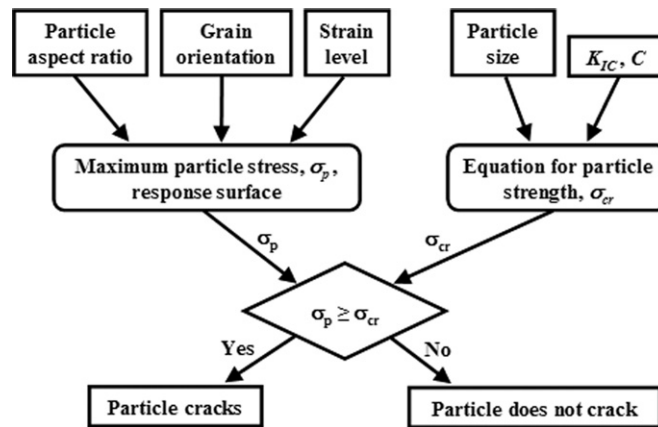 Particle
aspect ratio
Grain
orientation
Strain
level
Particle
size
K_IC, C
Maximum particle stress, σ_p,
response surface
Equation for particle
strength, σ_cr
σ_p
σ_cr
σ_p ≥ σ_cr
Yes
No
Particle cracks
Particle does not crack